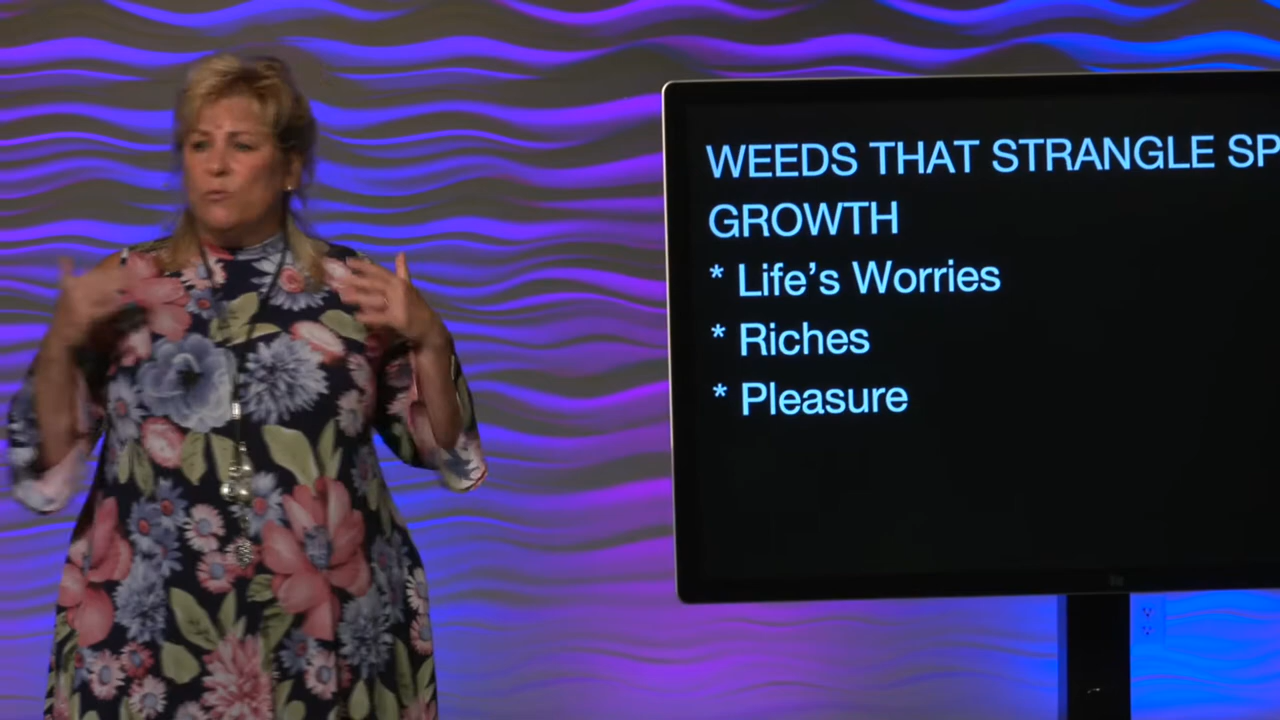 WEEDS THAT STRANGLE SP
GROWTH
* Life's Worries
* Riches
* Pleasure